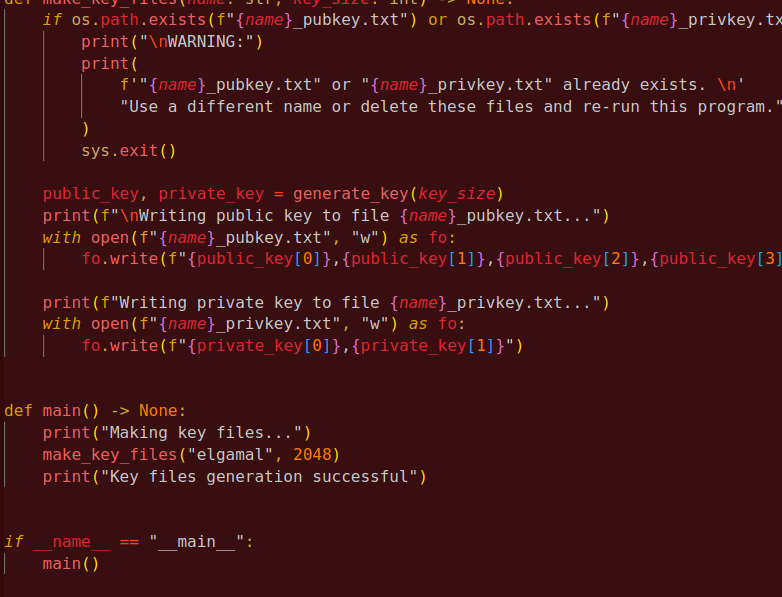 def make_key_files(name: str, key_size: int) -> None:
    if os.path.exists(f"{name}_pubkey.txt") or os.path.exists(f"{name}_privkey.tx
        print("\nWARNING:")
        print(
            f'"{name}_pubkey.txt" or "{name}_privkey.txt" already exists. \n'
            "Use a different name or delete these files and re-run this program."
        )
        sys.exit()

    public_key, private_key = generate_key(key_size)
    print(f"\nWriting public key to file {name}_pubkey.txt...")
    with open(f"{name}_pubkey.txt", "w") as fo:
        fo.write(f"{public_key[0]},{public_key[1]},{public_key[2]},{public_key[3]

    print(f"Writing private key to file {name}_privkey.txt...")
    with open(f"{name}_privkey.txt", "w") as fo:
        fo.write(f"{private_key[0]},{private_key[1]}")


def main() -> None:
    print("Making key files...")
    make_key_files("elgamal", 2048)
    print("Key files generation successful")


if __name__ == "__main__":
    main()